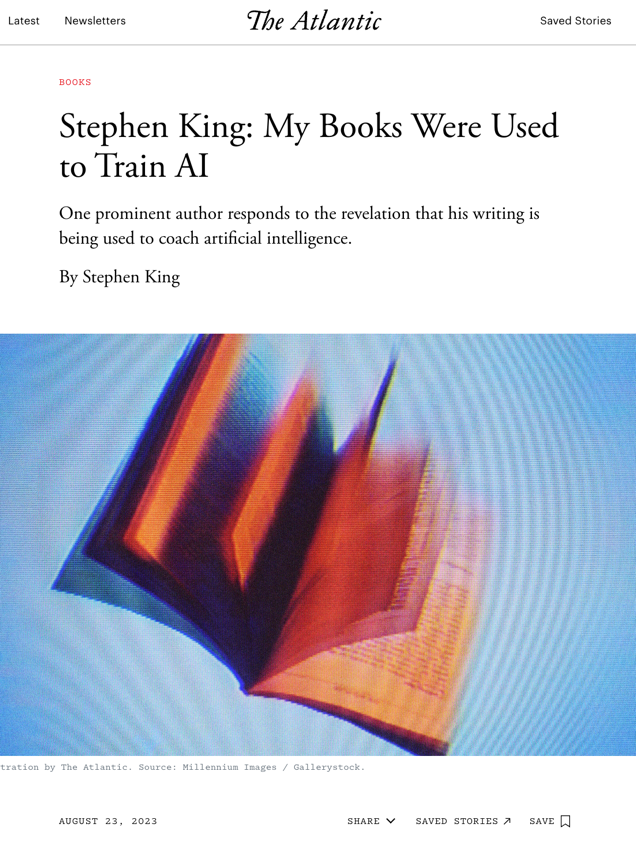 Latest Newsletters The Atlantic Saved Stories
BOOKS
Stephen King: My Books Were Used
to Train AI
One prominent author responds to the revelation that his writing is
being used to coach artificial intelligence.
By Stephen King
tration by The Atlantic. Source: Millennium Images / Gallerystock.
AUGUST 23, 2023 SHARE SAVED STORIES SAVE